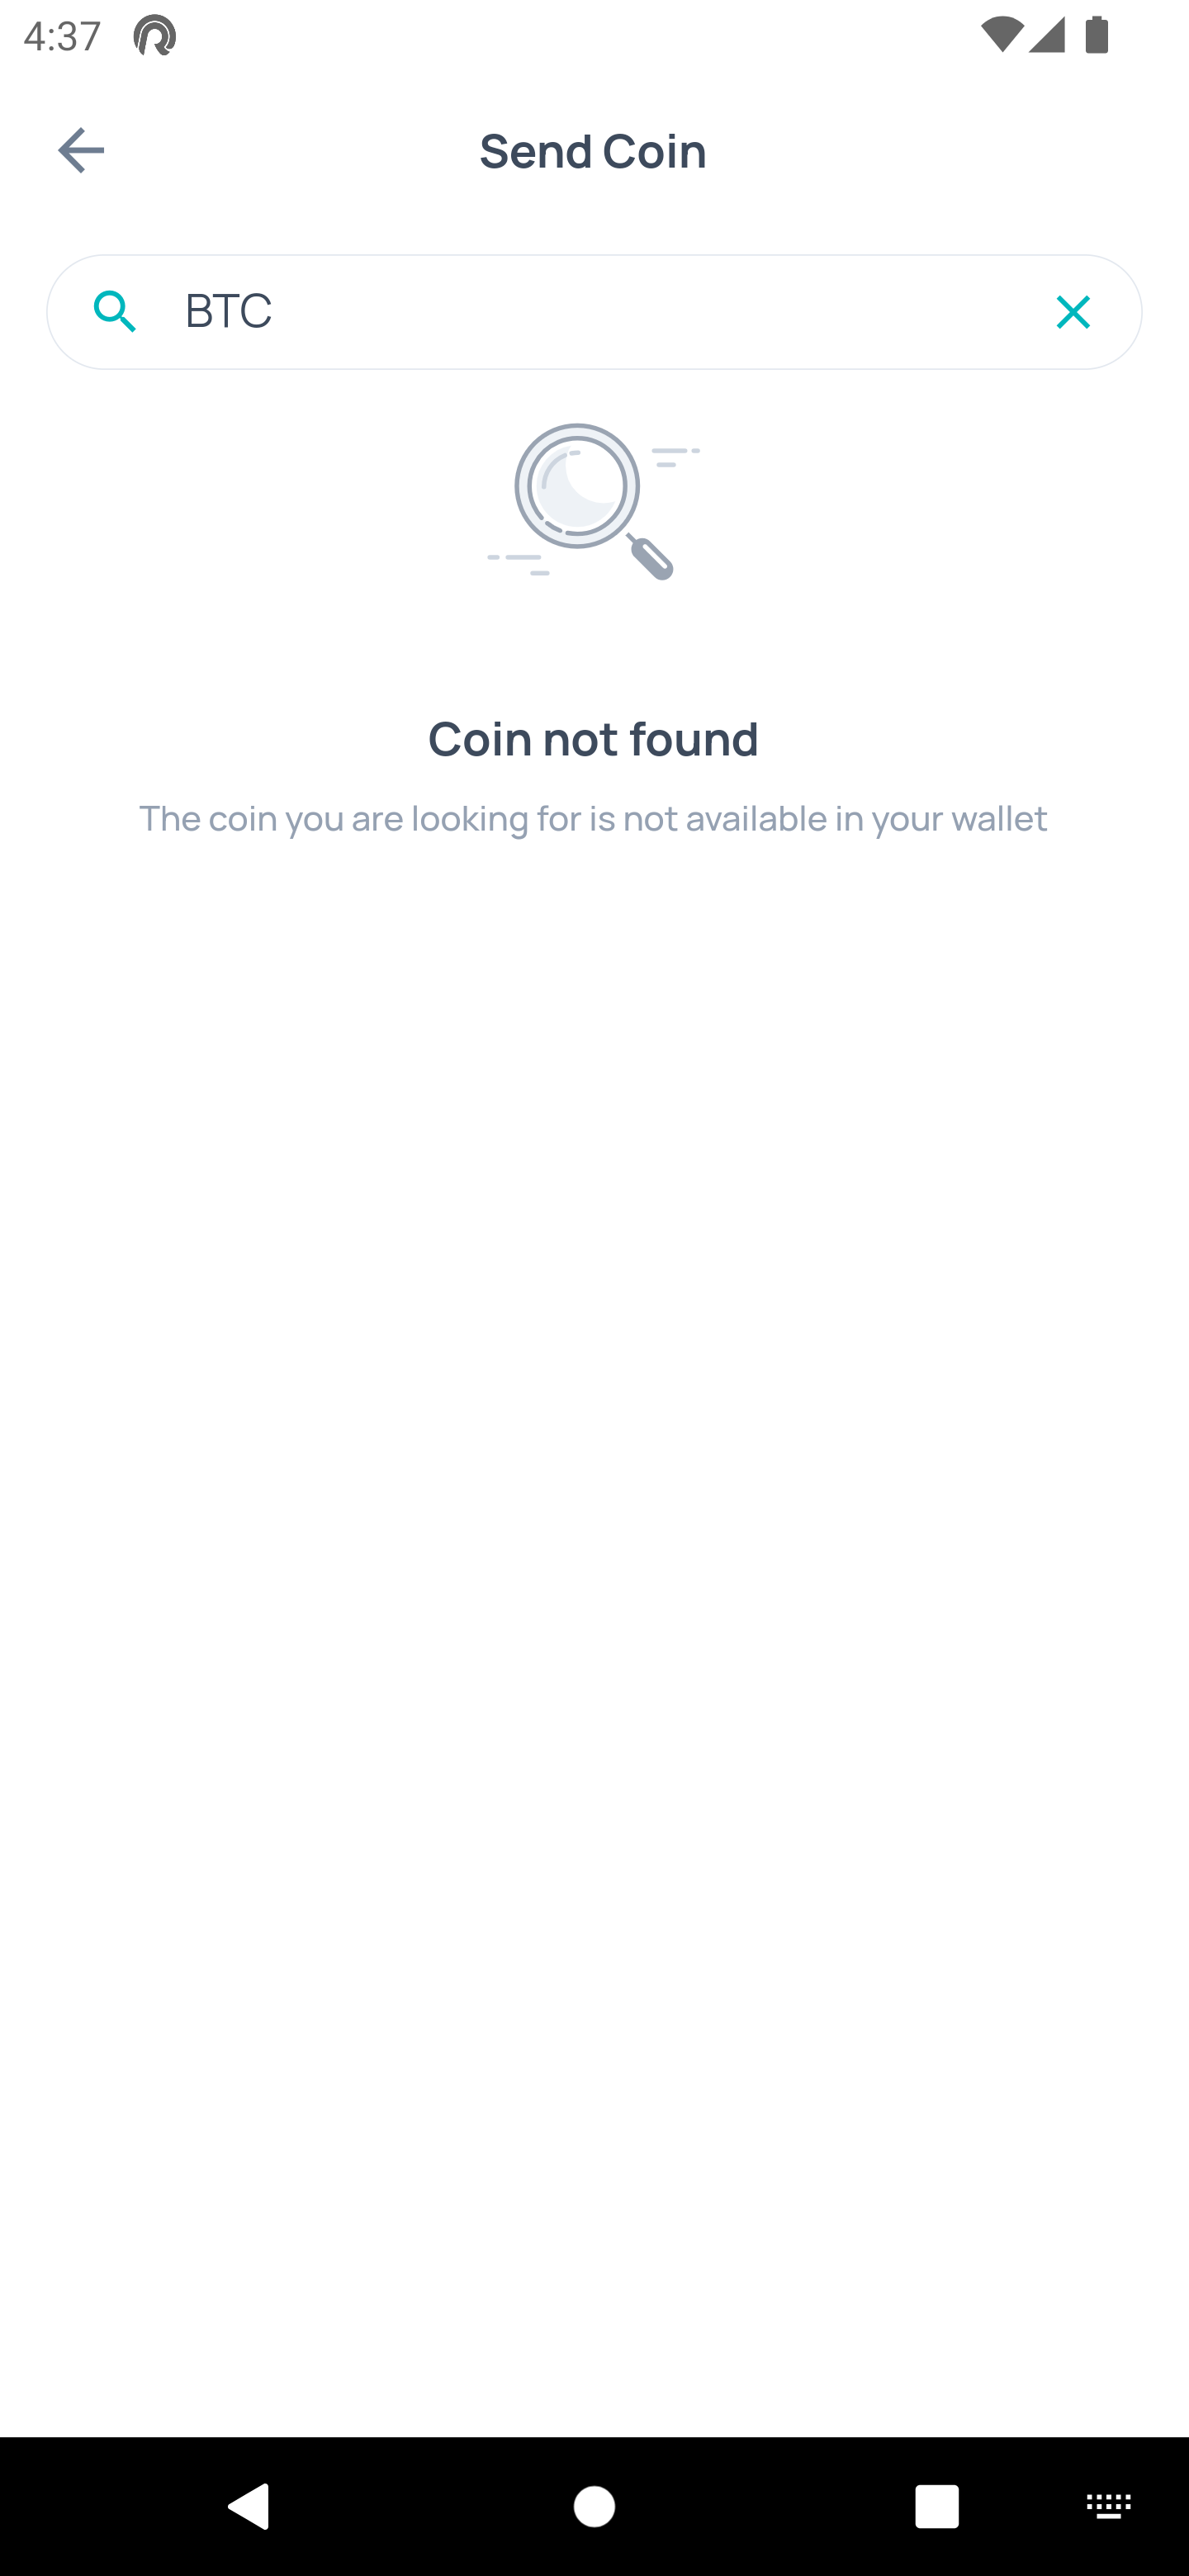 4:37
Send Coin
BTC
Coin not found
The coin you are looking for is not available in your wallet